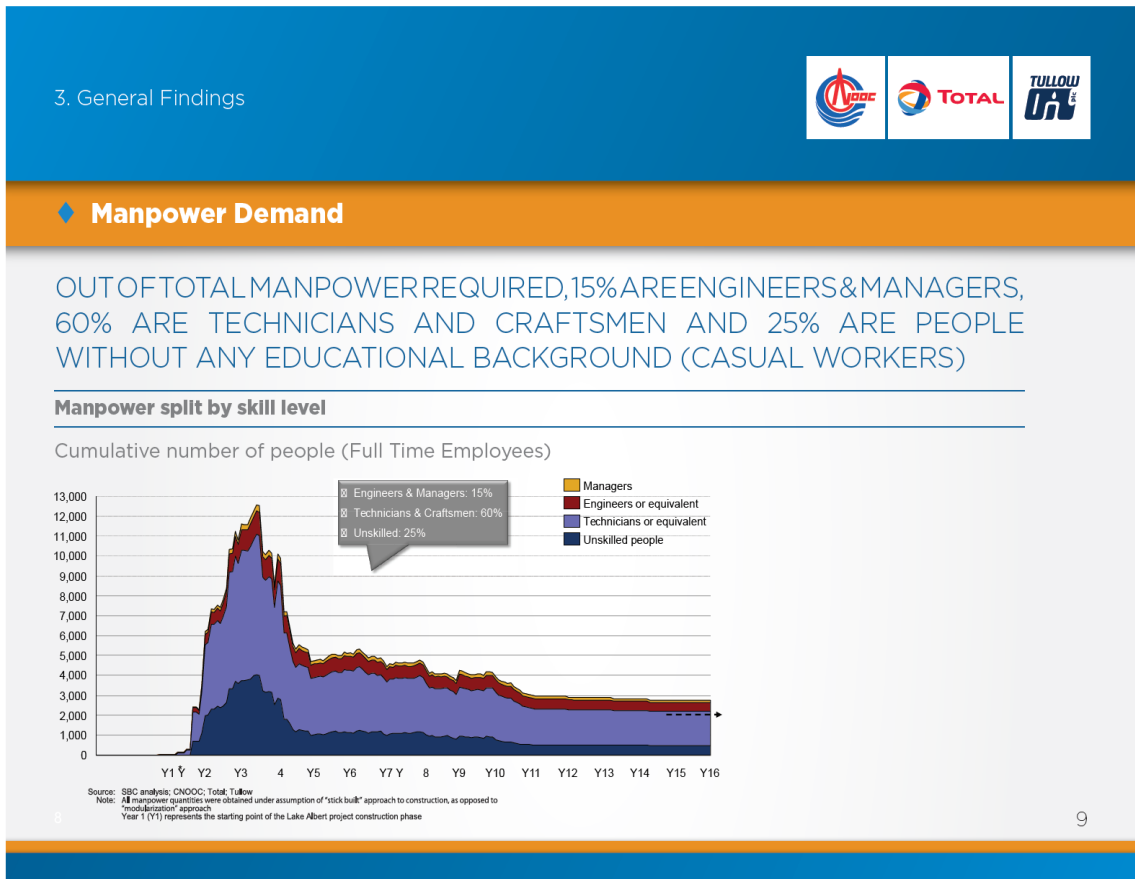 3. General Findings
CNOOC
TOTAL
TULLOW
OIL plc
Manpower Demand
OUT OF TOTAL MANPOWER REQUIRED, 15% ARE ENGINEERS & MANAGERS,
60% ARE TECHNICIANS AND CRAFTSMEN AND 25% ARE PEOPLE
WITHOUT ANY EDUCATIONAL BACKGROUND (CASUAL WORKERS)
Manpower split by skill level
Cumulative number of people (Full Time Employees)
Engineers & Managers: 15%
Technicians & Craftsmen: 60%
Unskilled: 25%
Managers
Engineers or equivalent
Technicians or equivalent
Unskilled people
13,000
12,000
11,000
10,000
9,000
8,000
7,000
6,000
5,000
4,000
3,000
2,000
1,000
0
Y1 Y Y2 Y3 4 Y5 Y6 Y7 Y 8 Y9 Y10 Y11 Y12 Y13 Y14 Y15 Y16
Source: SBC analysis; CNOOC; Total; Tullow
Note: All manpower quantities were obtained under assumption of "stick built" approach to construction, as opposed to
"modularization" approach
Year 1 (Y1) represents the starting point of the Lake Albert project construction phase
8
9